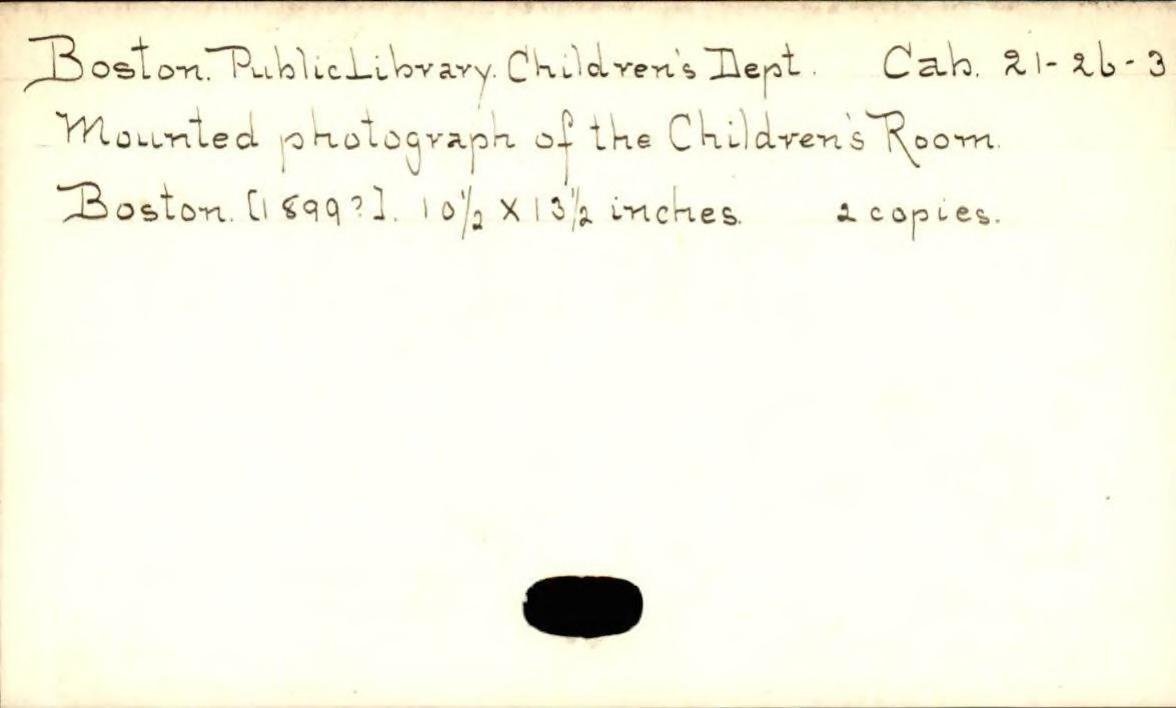 Boston. Public Library. Children's Dept. Cab. 21-26-3
Mounted photograph of the Children's Room.
Boston. [1899?]. 10½ X 13½ inches. 2 copies.